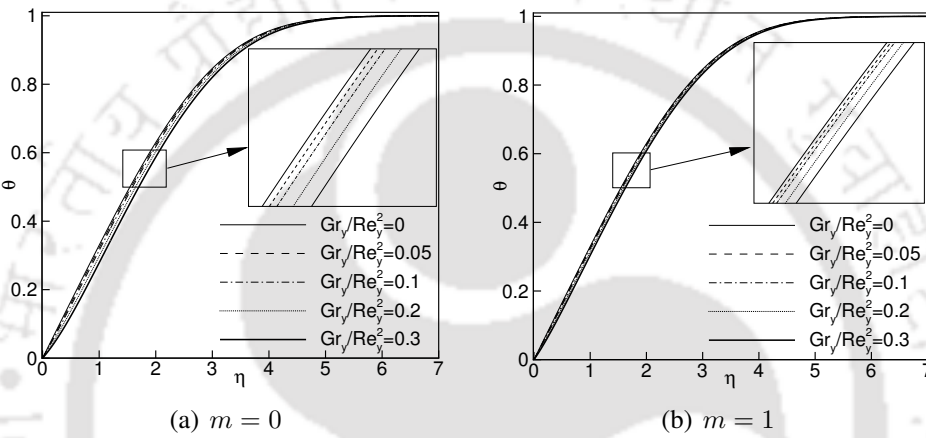 1
0.8
0.6
θ
0.4
0.2
0
0 1 2 3 4 5 6 7
η
Gr_y/Re_y^2=0
Gr_y/Re_y^2=0.05
Gr_y/Re_y^2=0.1
Gr_y/Re_y^2=0.2
Gr_y/Re_y^2=0.3
(a) m = 0
1
0.8
0.6
θ
0.4
0.2
0
0 1 2 3 4 5 6 7
η
Gr_y/Re_y^2=0
Gr_y/Re_y^2=0.05
Gr_y/Re_y^2=0.1
Gr_y/Re_y^2=0.2
Gr_y/Re_y^2=0.3
(b) m = 1